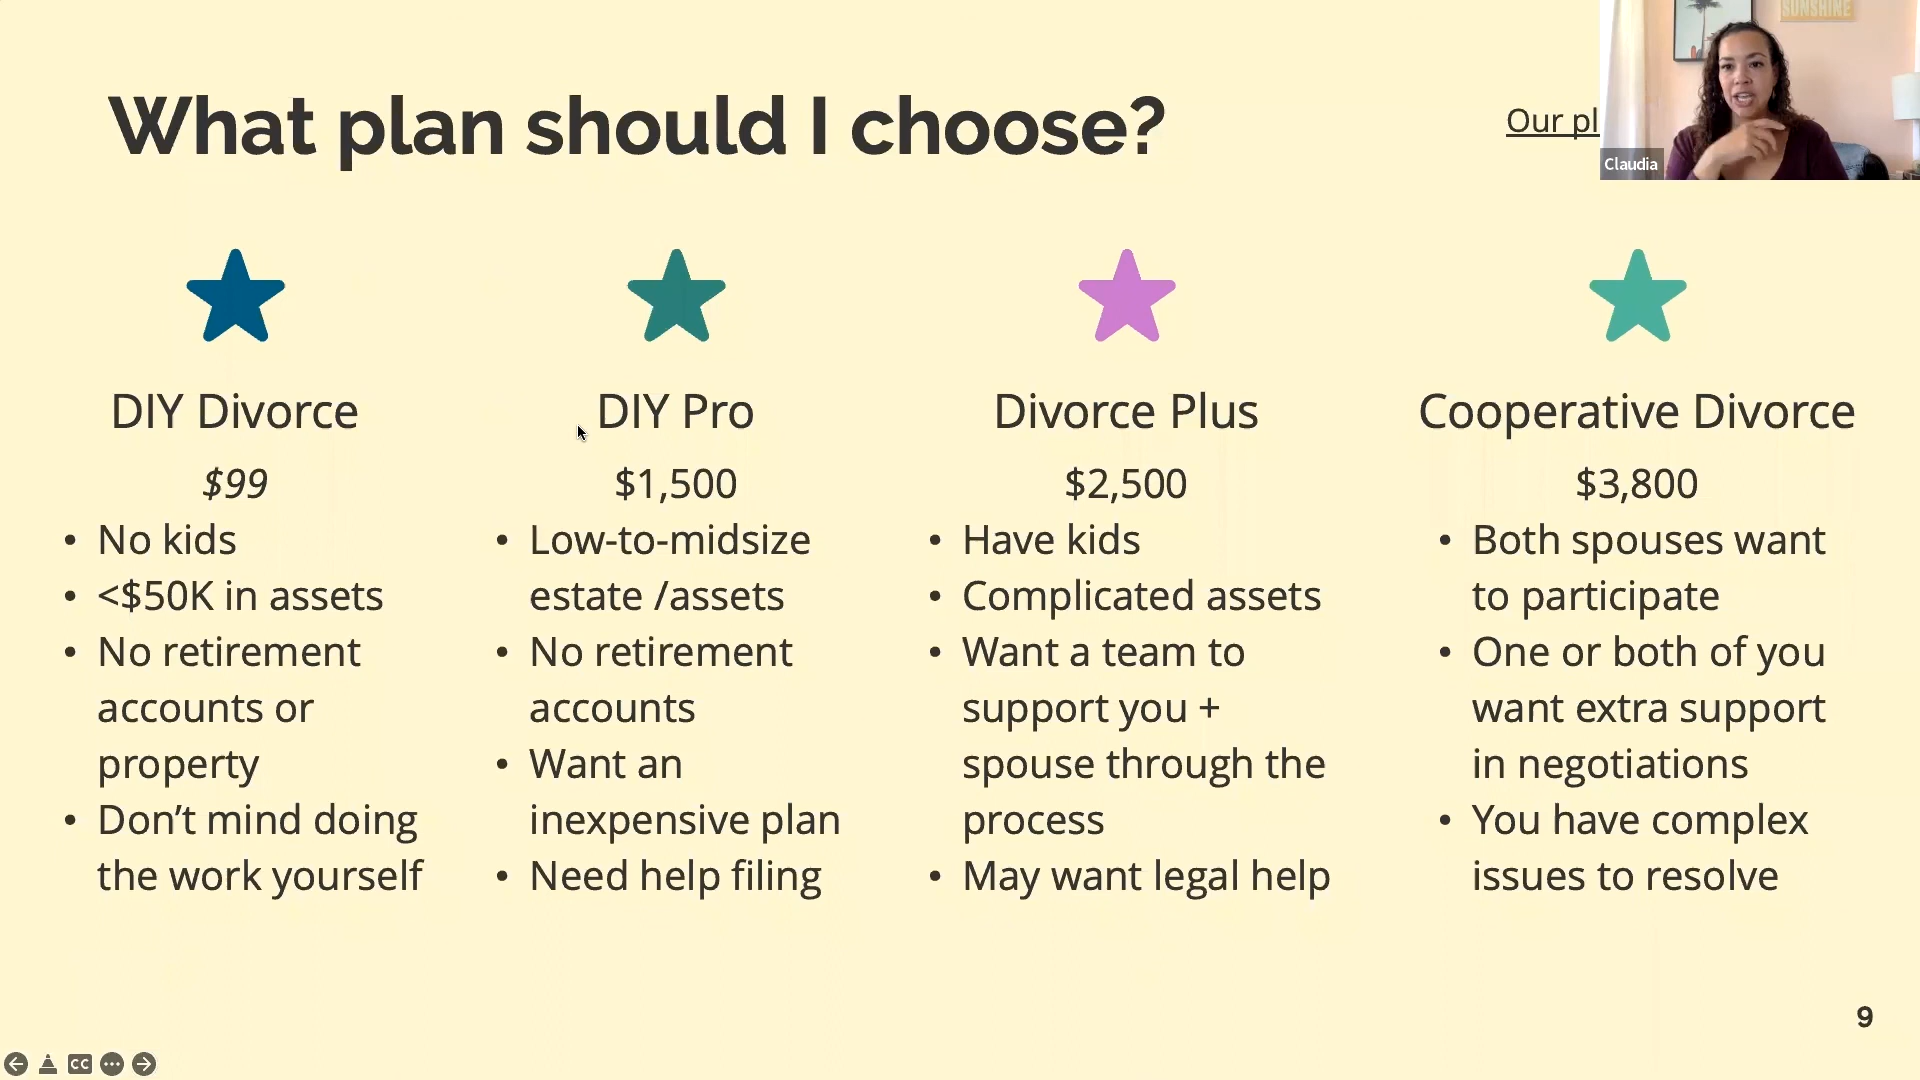 SUNSHINE
What plan should I choose?
Our pl
Claudia
DIY Divorce
$99
• No kids
• <$50K in assets
• No retirement
accounts or
property
• Don’t mind doing
the work yourself
DIY Pro
$1,500
• Low-to-midsize
estate /assets
• No retirement
accounts
• Want an
inexpensive plan
• Need help filing
Divorce Plus
$2,500
• Have kids
• Complicated assets
• Want a team to
support you +
spouse through the
process
• May want legal help
Cooperative Divorce
$3,800
• Both spouses want
to participate
• One or both of you
want extra support
in negotiations
• You have complex
issues to resolve
9
CC